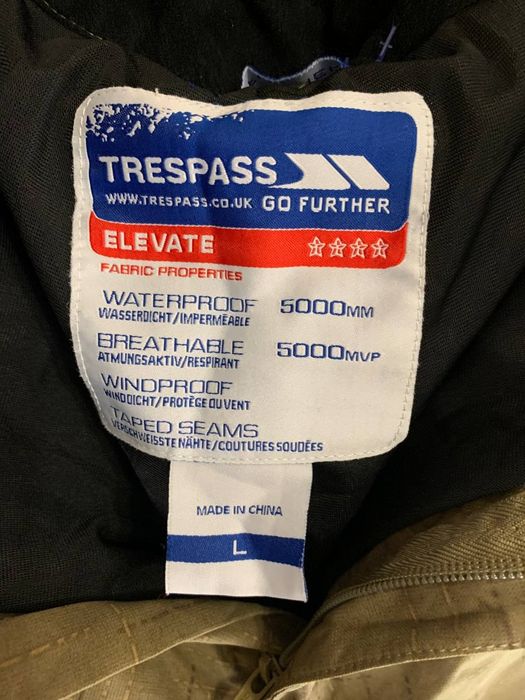 TRESPASS
WWW.TRESPASS.CO.UK GO FURTHER
ELEVATE
FABRIC PROPERTIES
WATERPROOF 5000MM
WASSERDICHT/IMPERMÉABLE
BREATHABLE 5000MVP
ATMUNGSAKTIV/RESPIRANT
WINDPROOF
WINDDICHT/PROTÈGE DU VENT
TAPED SEAMS
VERSCHWEISSTE NÄHTE/COUTURES SOUDÉES
MADE IN CHINA
L